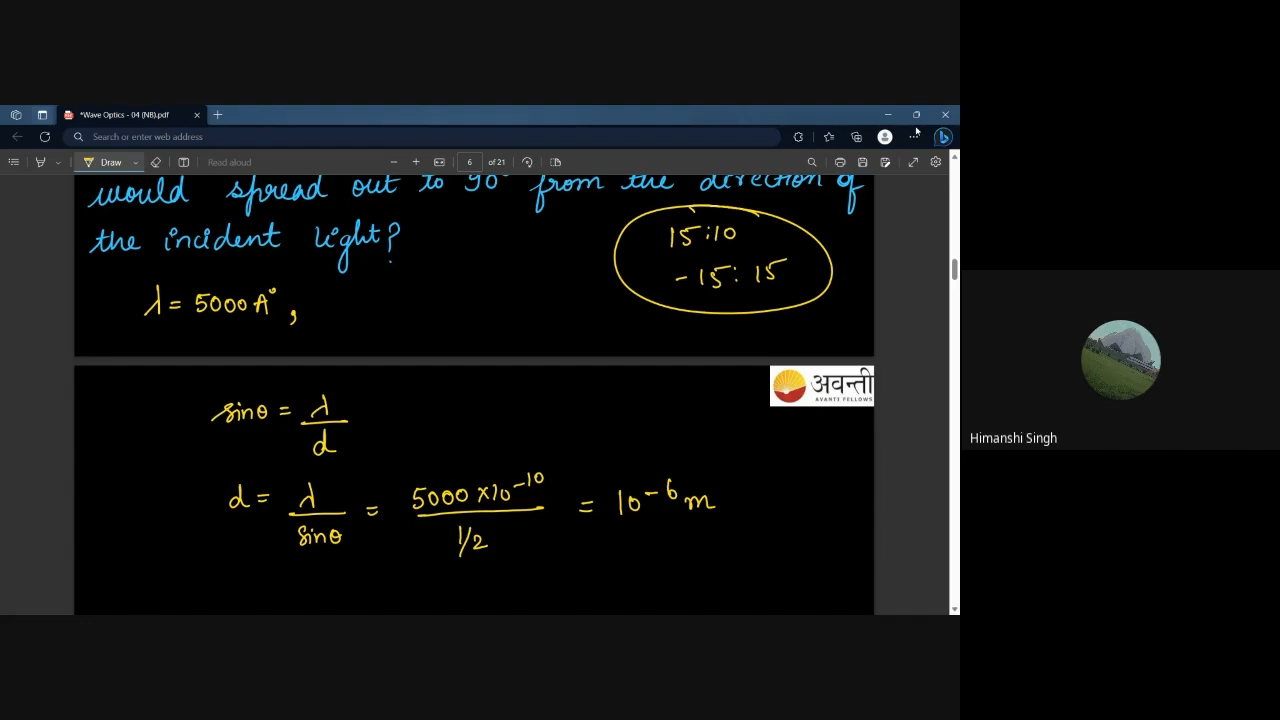 *Wave Optics - 04 (NB).pdf
Search or enter web address
Draw
Read aloud
6 of 21
would spread out to 90° from the direction of
the incident light?
15:10
-15: 15
λ = 5000 A°,
अवन्ती
AVANTI FELLOWS
sinθ = λ/d
d = λ/sinθ = 5000 ×10⁻¹⁰ / 1/2 = 10⁻⁶ m
Himanshi Singh